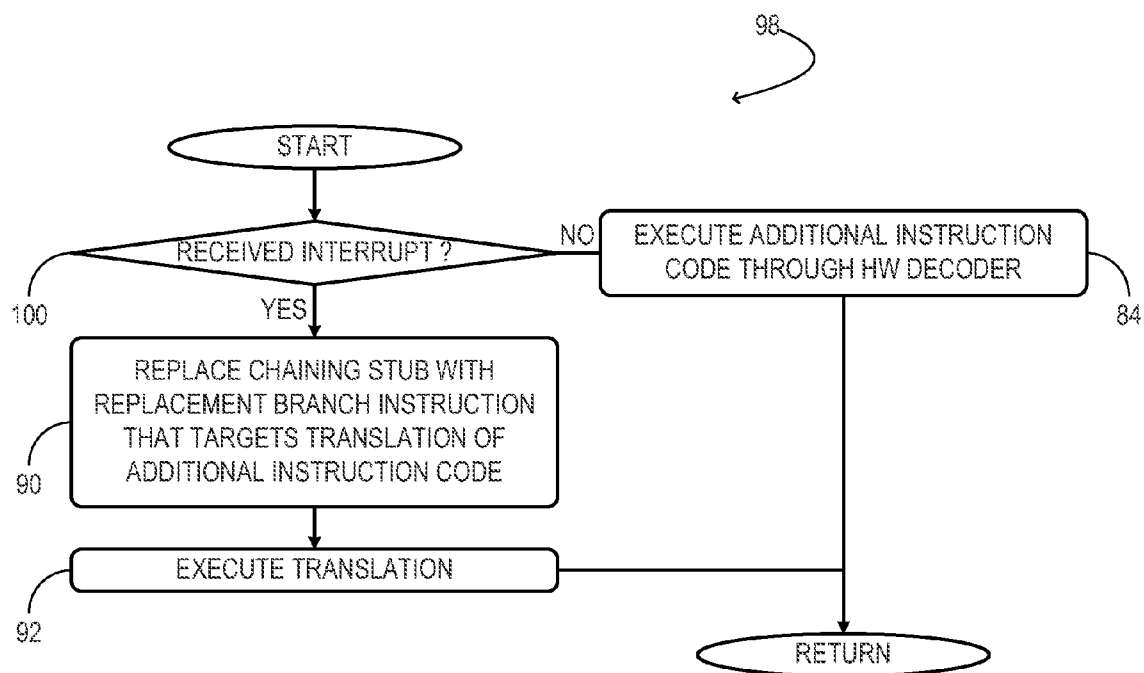 98
START
RECEIVED INTERRUPT ?
NO
EXECUTE ADDITIONAL INSTRUCTION
CODE THROUGH HW DECODER
100
YES
84
REPLACE CHAINING STUB WITH
REPLACEMENT BRANCH INSTRUCTION
THAT TARGETS TRANSLATION OF
ADDITIONAL INSTRUCTION CODE
90
EXECUTE TRANSLATION
92
RETURN